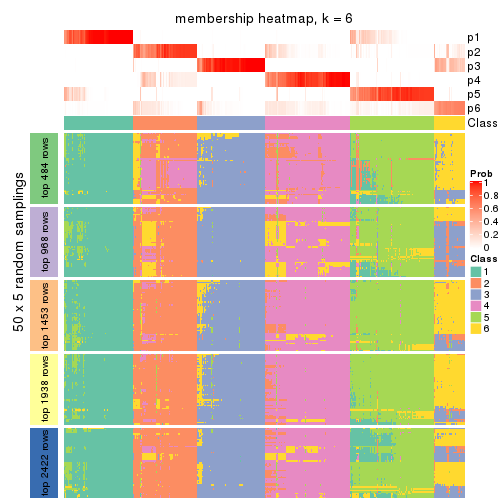 membership heatmap, k = 6
p1
p2
p3
p4
p5
p6
Class
50 x 5 random samplings
top 484 rows
top 968 rows
top 1453 rows
top 1938 rows
top 2422 rows
Prob
1
0.8
0.6
0.4
0.2
0
Class
1
2
3
4
5
6